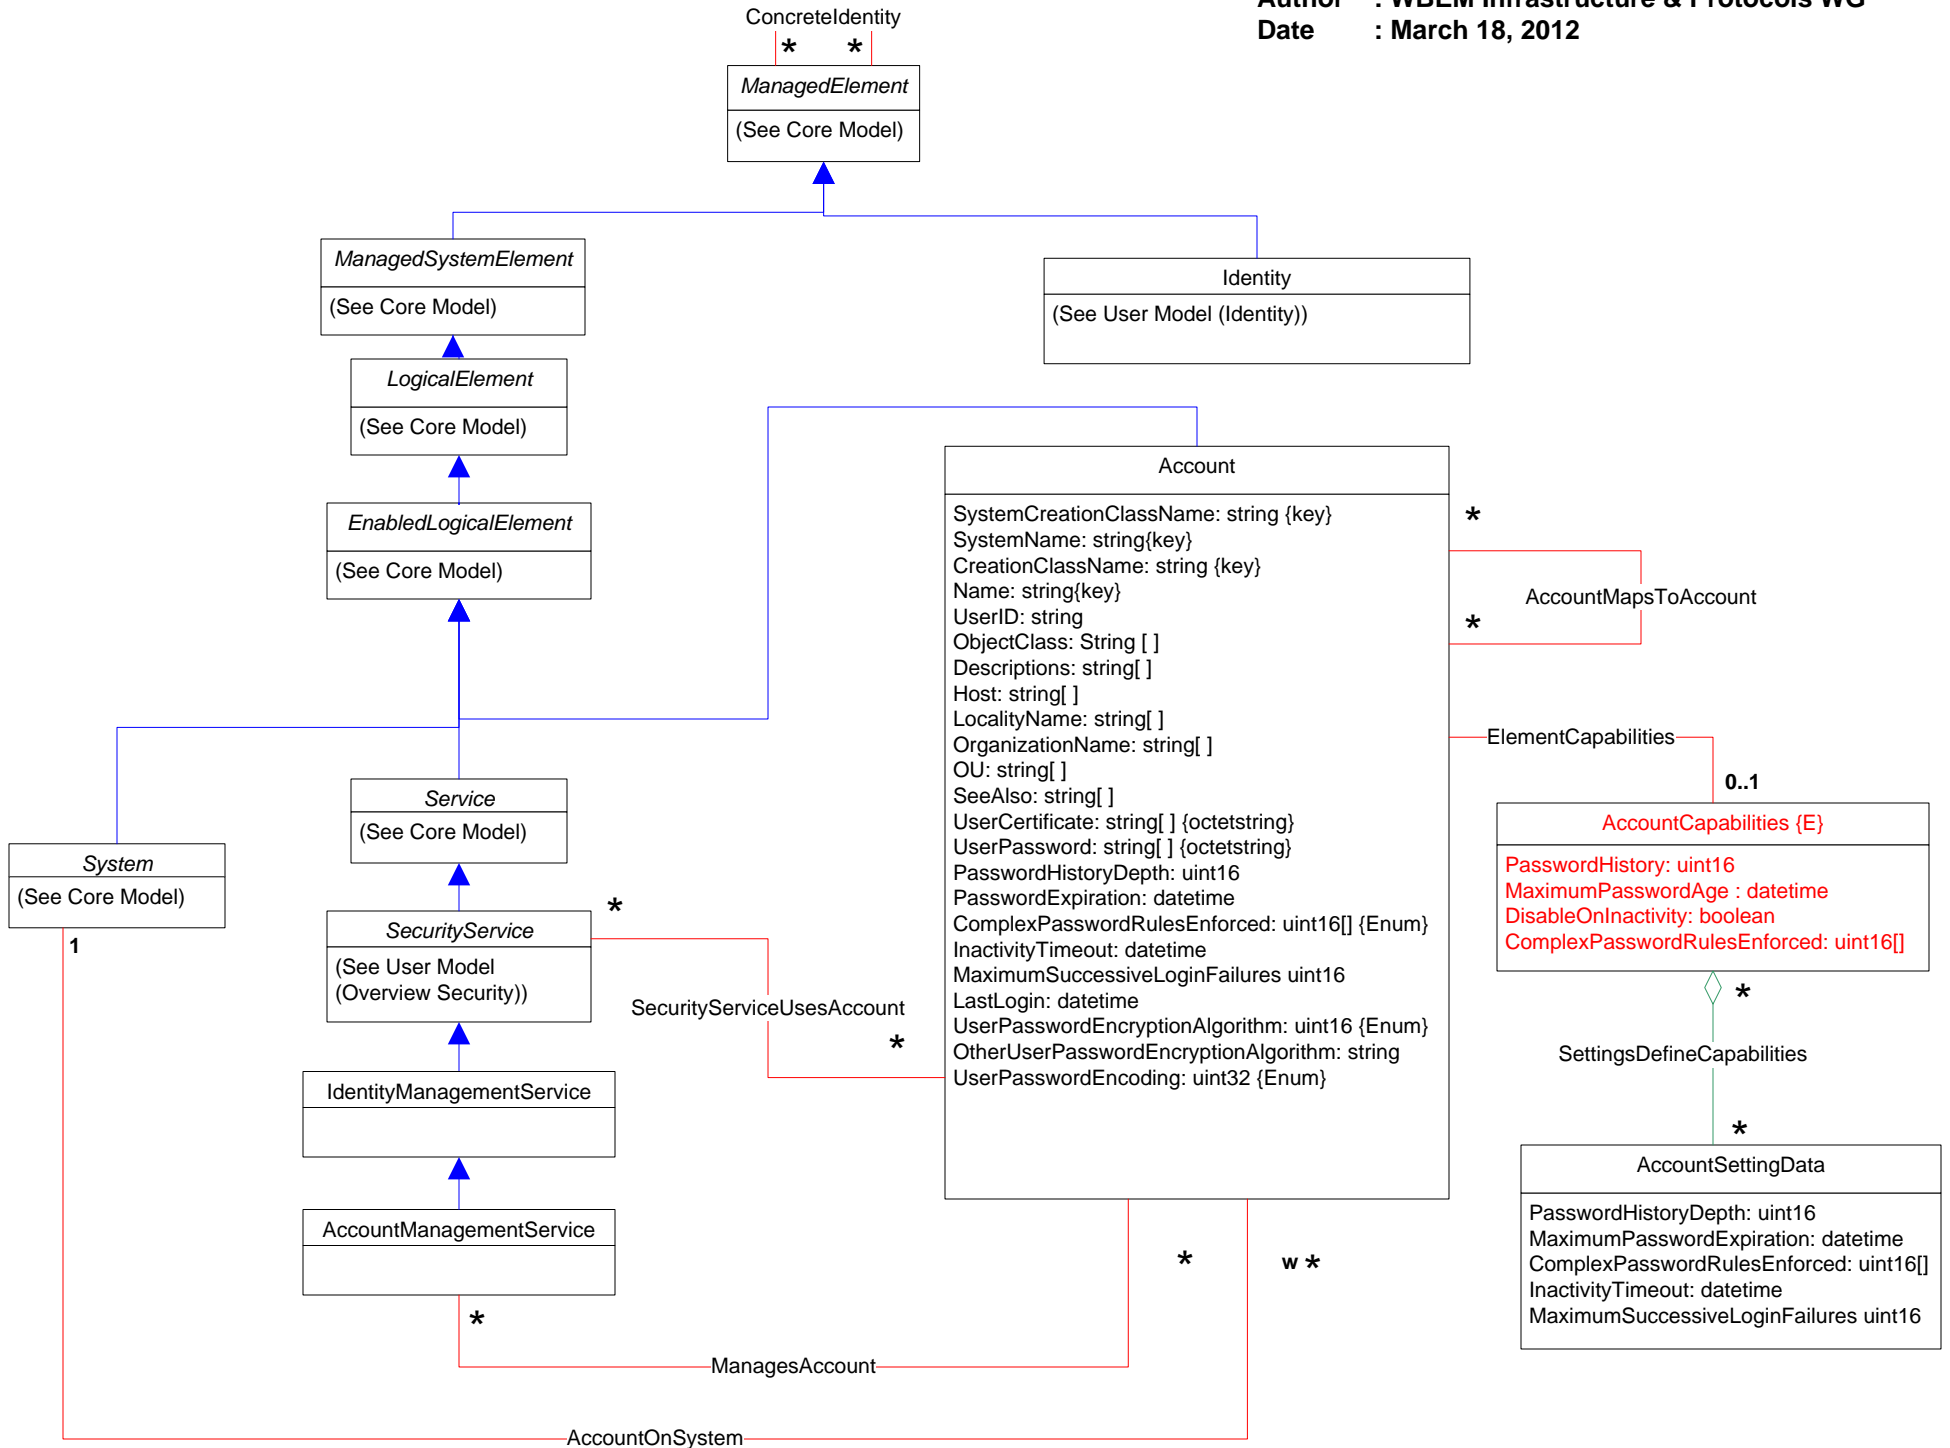 Author : WBEM Infrastructure & Protocols WG
Date : March 18, 2012
ConcreteIdentity
* *
ManagedElement
(See Core Model)
ManagedSystemElement
(See Core Model)
Identity
(See User Model (Identity))
LogicalElement
(See Core Model)
EnabledLogicalElement
(See Core Model)
Account
SystemCreationClassName: string {key}
SystemName: string{key}
CreationClassName: string {key}
Name: string{key}
UserID: string
ObjectClass: String [ ]
Descriptions: string[ ]
Host: string[ ]
LocalityName: string[ ]
OrganizationName: string[ ]
OU: string[ ]
SeeAlso: string[ ]
UserCertificate: string[ ] {octetstring}
UserPassword: string[ ] {octetstring}
PasswordHistoryDepth: uint16
PasswordExpiration: datetime
ComplexPasswordRulesEnforced: uint16[] {Enum}
InactivityTimeout: datetime
MaximumSuccessiveLoginFailures uint16
LastLogin: datetime
UserPasswordEncryptionAlgorithm: uint16 {Enum}
OtherUserPasswordEncryptionAlgorithm: string
UserPasswordEncoding: uint32 {Enum}
*
AccountMapsToAccount
*
ElementCapabilities
0..1
AccountCapabilities {E}
PasswordHistory: uint16
MaximumPasswordAge : datetime
DisableOnInactivity: boolean
ComplexPasswordRulesEnforced: uint16[]
*
SettingsDefineCapabilities
*
AccountSettingData
PasswordHistoryDepth: uint16
MaximumPasswordExpiration: datetime
ComplexPasswordRulesEnforced: uint16[]
InactivityTimeout: datetime
MaximumSuccessiveLoginFailures uint16
Service
(See Core Model)
System
(See Core Model)
1
SecurityService
(See User Model
(Overview Security))
*
SecurityServiceUsesAccount
*
IdentityManagementService
AccountManagementService
*
ManagesAccount
*
w *
AccountOnSystem